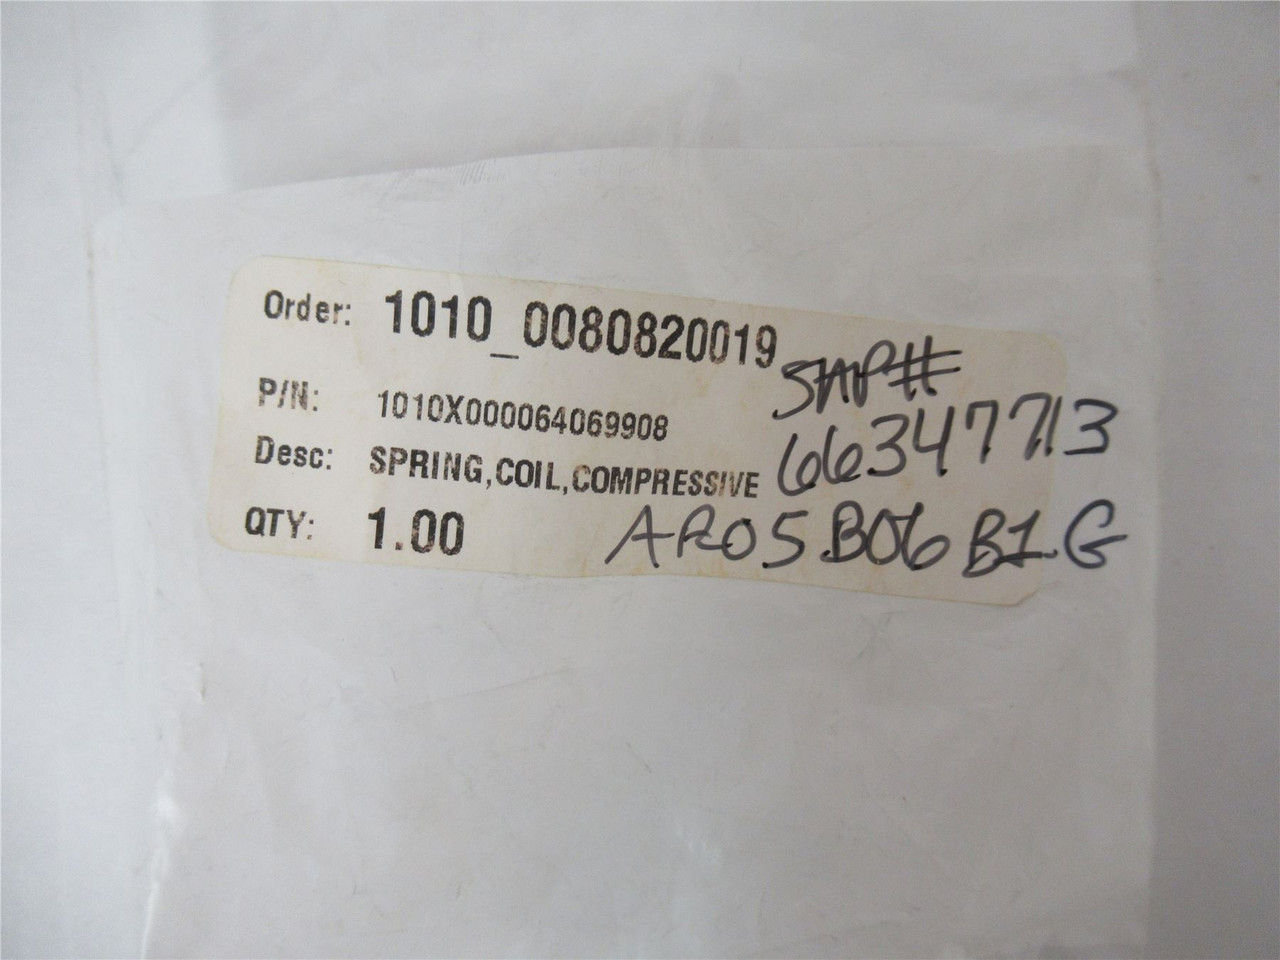 Order: 1010_0080820019
SAP#
P/N: 1010X000064069908
66347713
Desc: SPRING,COIL,COMPRESSIVE
QTY: 1.00
AR05B06B1G